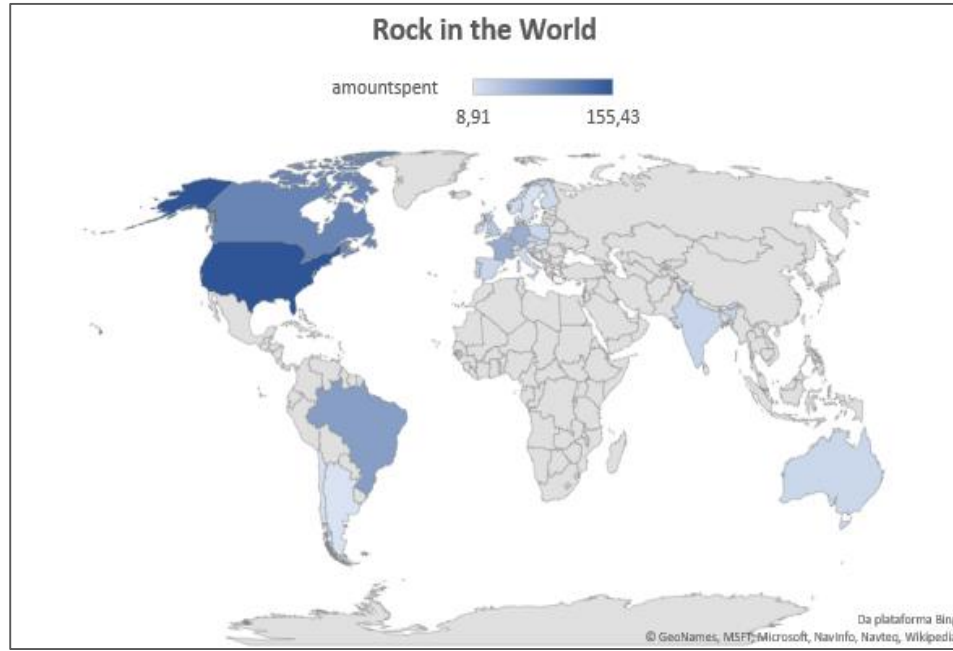 Rock in the World
amountspent
8,91 155,43
Da plataforma Bing
© GeoNames, MSFT, Microsoft, NavInfo, Navteq, Wikipedia